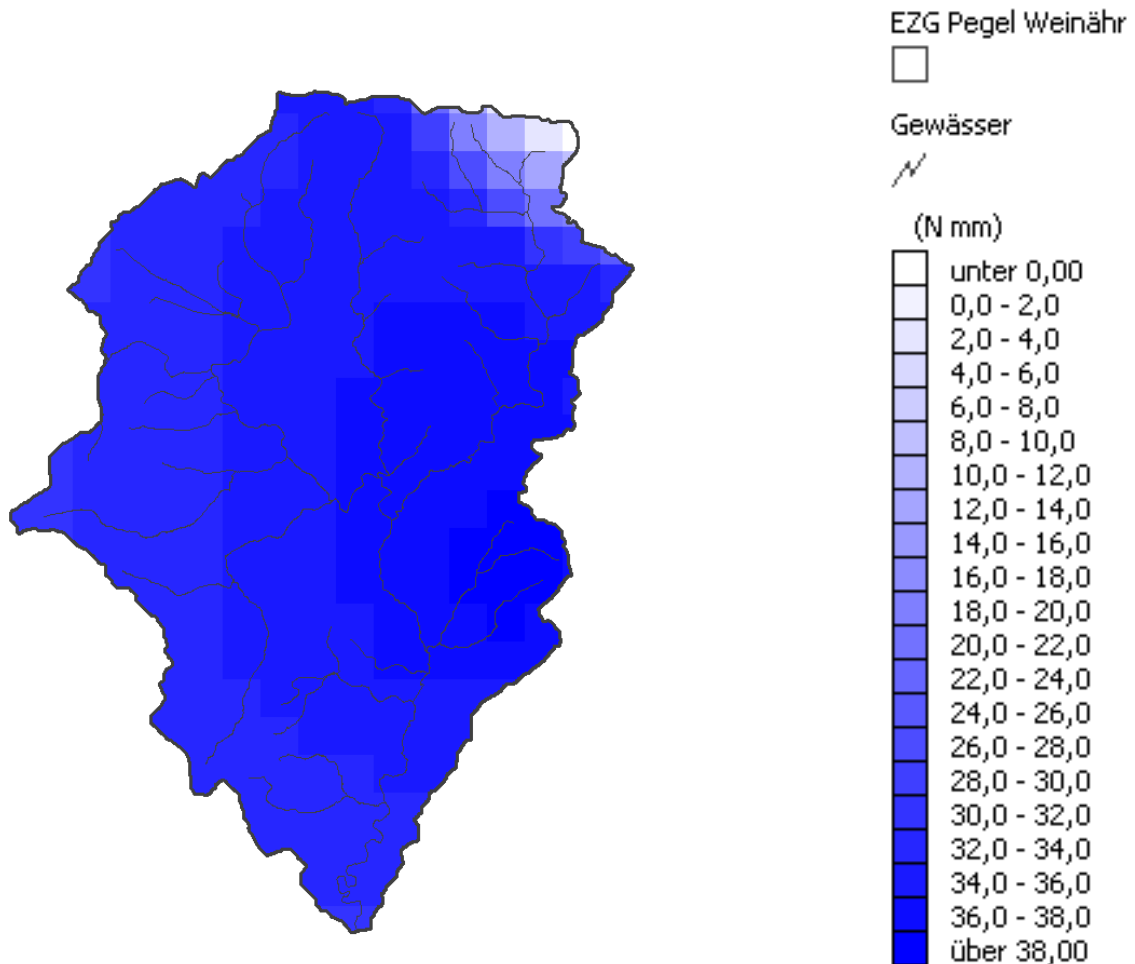 EZG Pegel Weinähr
Gewässer
(N mm)
unter 0,00
0,0 - 2,0
2,0 - 4,0
4,0 - 6,0
6,0 - 8,0
8,0 - 10,0
10,0 - 12,0
12,0 - 14,0
14,0 - 16,0
16,0 - 18,0
18,0 - 20,0
20,0 - 22,0
22,0 - 24,0
24,0 - 26,0
26,0 - 28,0
28,0 - 30,0
30,0 - 32,0
32,0 - 34,0
34,0 - 36,0
36,0 - 38,0
über 38,00